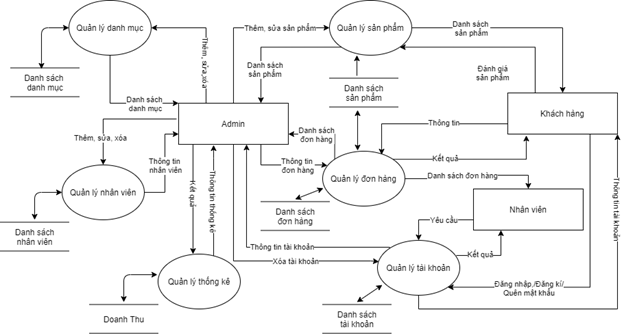 Quản lý danh mục
Thêm, sửa,xóa
Thêm, sửa sản phẩm
Quản lý sản phẩm
Danh sách
sản phẩm
Danh sách
danh mục
Danh sách
sản phẩm
Đánh giá
sản phẩm
Danh sách
sản phẩm
Danh sách
danh mục
Admin
Khách hàng
Thông tin
Danh sách
đơn hàng
Thêm, sửa, xóa
Thông tin
nhân viên
Thông tin
đơn hàng
Kết quả
Quản lý đơn hàng
Danh sách đơn hàng
Quản lý nhân viên
Kết quả
Thông tin thống kê
Nhân viên
Thông tin tài khoản
Danh sách
đơn hàng
Yêu cầu
Danh sách
nhân viên
Thông tin tài khoản
Kết quả
Xóa tài khoản
Quản lý tài khoản
Quản lý thống kê
Đăng nhập,/Đăng kí/
Quên mật khẩu
Doanh Thu
Danh sách
tài khoản